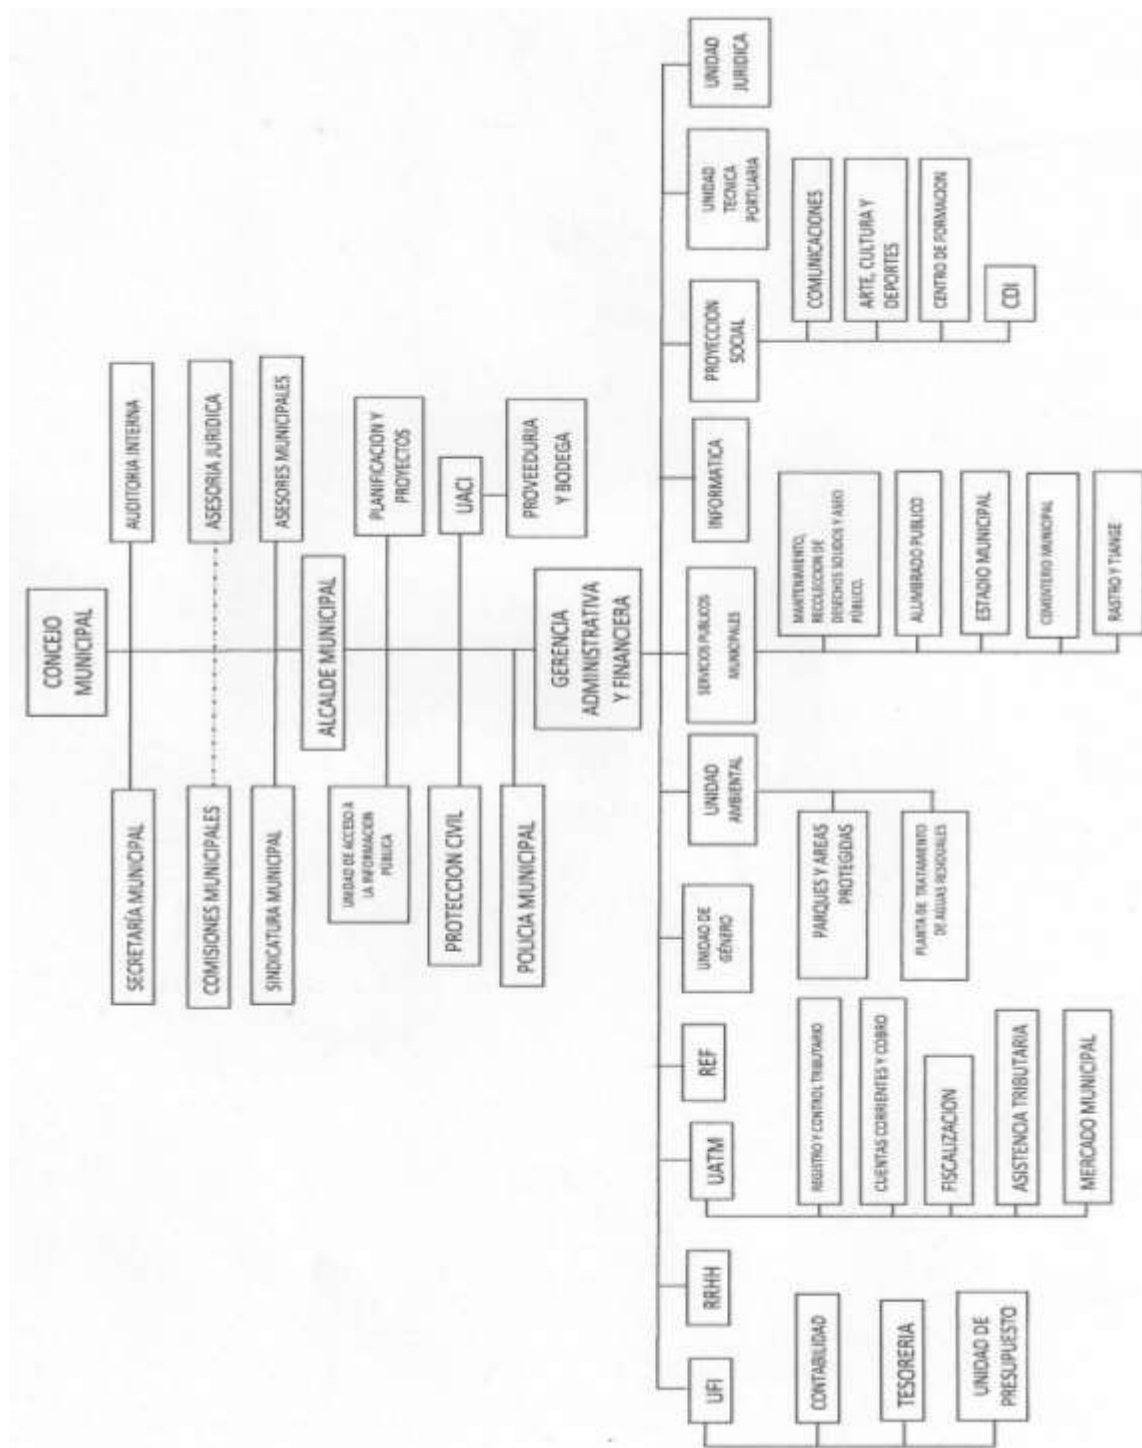 CONCEJO
MUNICIPAL
SECRETARÍA MUNICIPAL
AUDITORIA INTERNA
COMISIONES MUNICIPALES
ASESORIA JURIDICA
SINDICATURA MUNICIPAL
ASESORES MUNICIPALES
ALCALDE MUNICIPAL
UNIDAD DE ACCESO A
LA INFORMACION
PÚBLICA
PLANIFICACION Y
PROYECTOS
PROTECCION CIVIL
UACI
POLICIA MUNICIPAL
PROVEEDURIA
Y BODEGA
GERENCIA
ADMINISTRATIVA
Y FINANCIERA
UFI
RRHH
UATM
REF
UNIDAD DE
GÉNERO
UNIDAD
AMBIENTAL
SERVICIOS PUBLICOS
MUNICIPALES
INFORMATICA
PROYECCION
SOCIAL
UNIDAD
TECNICA
PORTUARIA
UNIDAD
JURIDICA
CONTABILIDAD
TESORERIA
UNIDAD DE
PRESUPUESTO
REGISTRO Y CONTROL TRIBUTARIO
CUENTAS CORRIENTES Y COBRO
FISCALIZACION
ASISTENCIA TRIBUTARIA
MERCADO MUNICIPAL
PARQUES Y AREAS
PROTEGIDAS
PLANTA DE TRATAMIENTO
DE AGUAS RESIDUALES
MANTENIMIENTO,
RECOLECCION DE
DESECHOS SOLIDOS Y ASEO
PÚBLICO.
ALUMBRADO PUBLICO
ESTADIO MUNICIPAL
CEMENTERIO MUNICIPAL
RASTRO Y TIANGE
COMUNICACIONES
ARTE, CULTURA Y
DEPORTES
CENTRO DE FORMACION
CDI